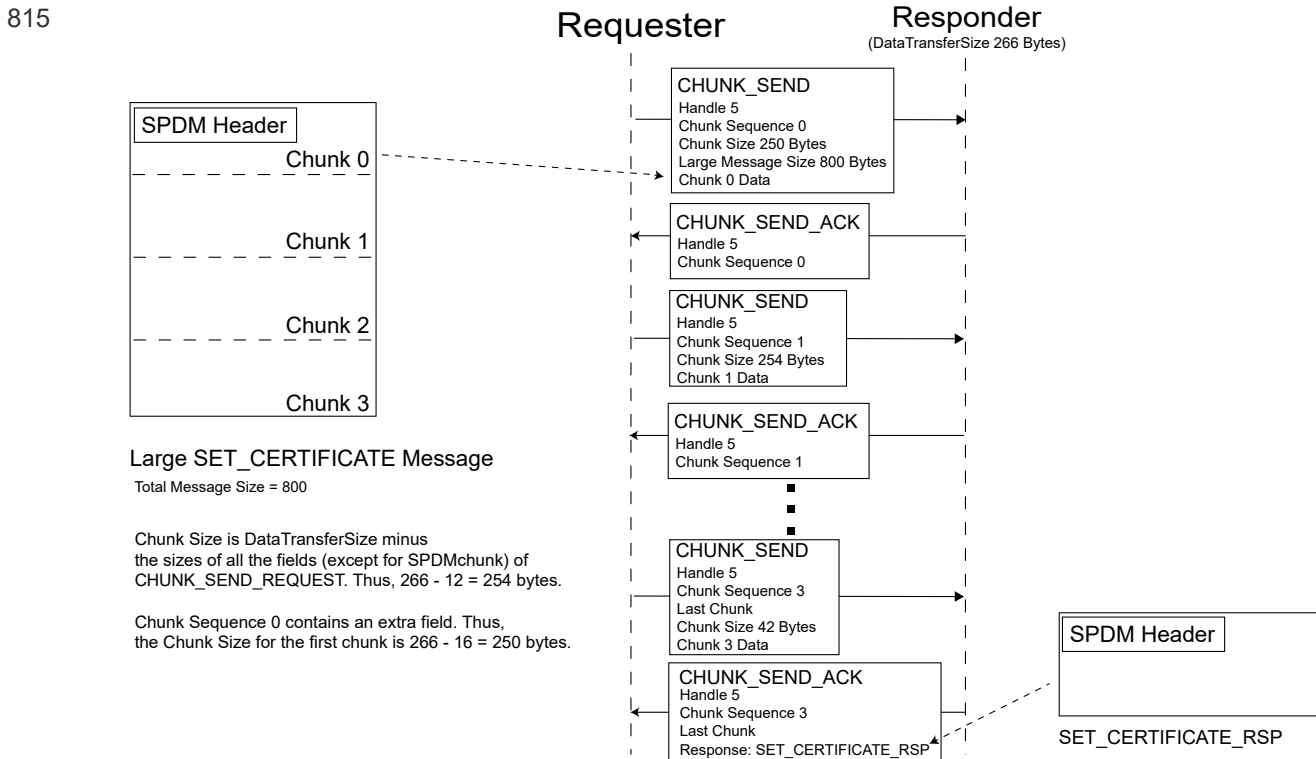 815
Requester
Responder
(DataTransferSize 266 Bytes)
SPDM Header
Chunk 0
Chunk 1
Chunk 2
Chunk 3
Large SET_CERTIFICATE Message
Total Message Size = 800
Chunk Size is DataTransferSize minus
the sizes of all the fields (except for SPDMchunk) of
CHUNK_SEND_REQUEST. Thus, 266 - 12 = 254 bytes.
Chunk Sequence 0 contains an extra field. Thus,
the Chunk Size for the first chunk is 266 - 16 = 250 bytes.
CHUNK_SEND
Handle 5
Chunk Sequence 0
Chunk Size 250 Bytes
Large Message Size 800 Bytes
Chunk 0 Data
CHUNK_SEND_ACK
Handle 5
Chunk Sequence 0
CHUNK_SEND
Handle 5
Chunk Sequence 1
Chunk Size 254 Bytes
Chunk 1 Data
CHUNK_SEND_ACK
Handle 5
Chunk Sequence 1
CHUNK_SEND
Handle 5
Chunk Sequence 3
Last Chunk
Chunk Size 42 Bytes
Chunk 3 Data
CHUNK_SEND_ACK
Handle 5
Chunk Sequence 3
Last Chunk
Response: SET_CERTIFICATE_RSP
SPDM Header
SET_CERTIFICATE_RSP